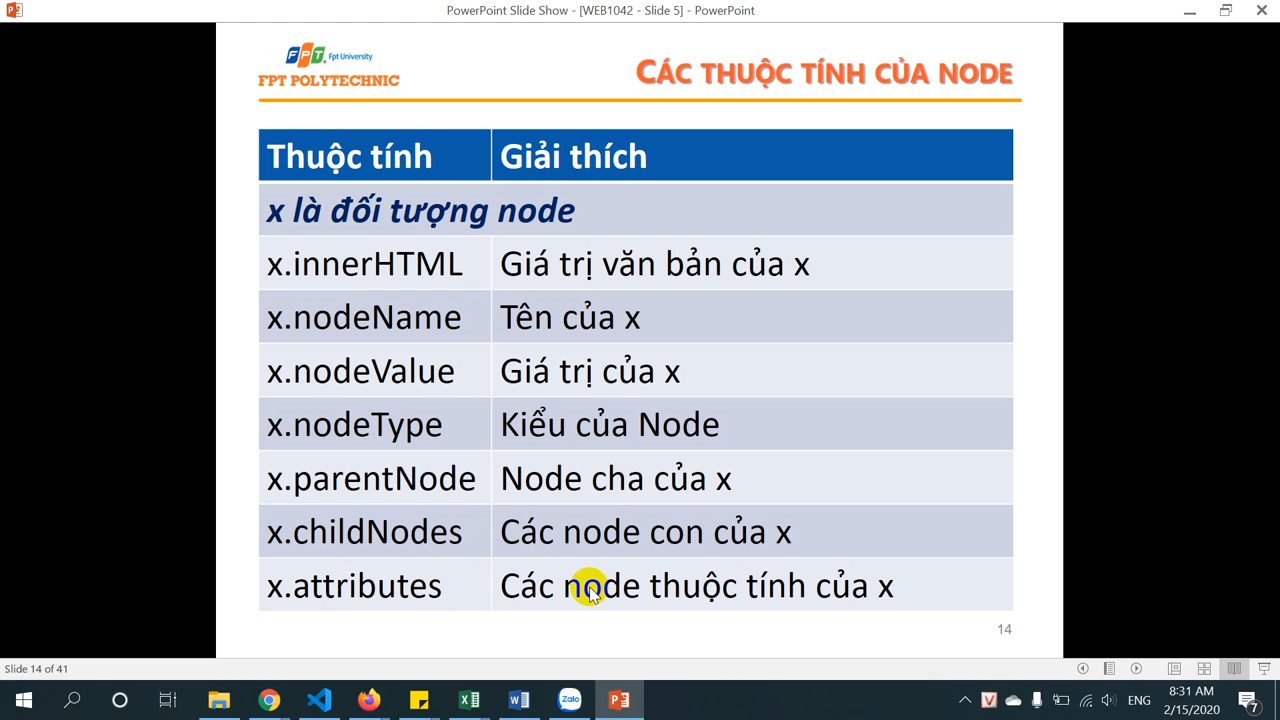 PowerPoint Slide Show - [WEB1042 - Slide 5] - PowerPoint
FPT. Fpt University
FPT POLYTECHNIC
CÁC THUỘC TÍNH CỦA NODE
Thuộc tính Giải thích
x là đối tượng node
x.innerHTML Giá trị văn bản của x
x.nodeName Tên của x
x.nodeValue Giá trị của x
x.nodeType Kiểu của Node
x.parentNode Node cha của x
x.childNodes Các node con của x
x.attributes Các node thuộc tính của x
14
Slide 14 of 41
Zalo
ENG
8:31 AM
2/15/2020
7